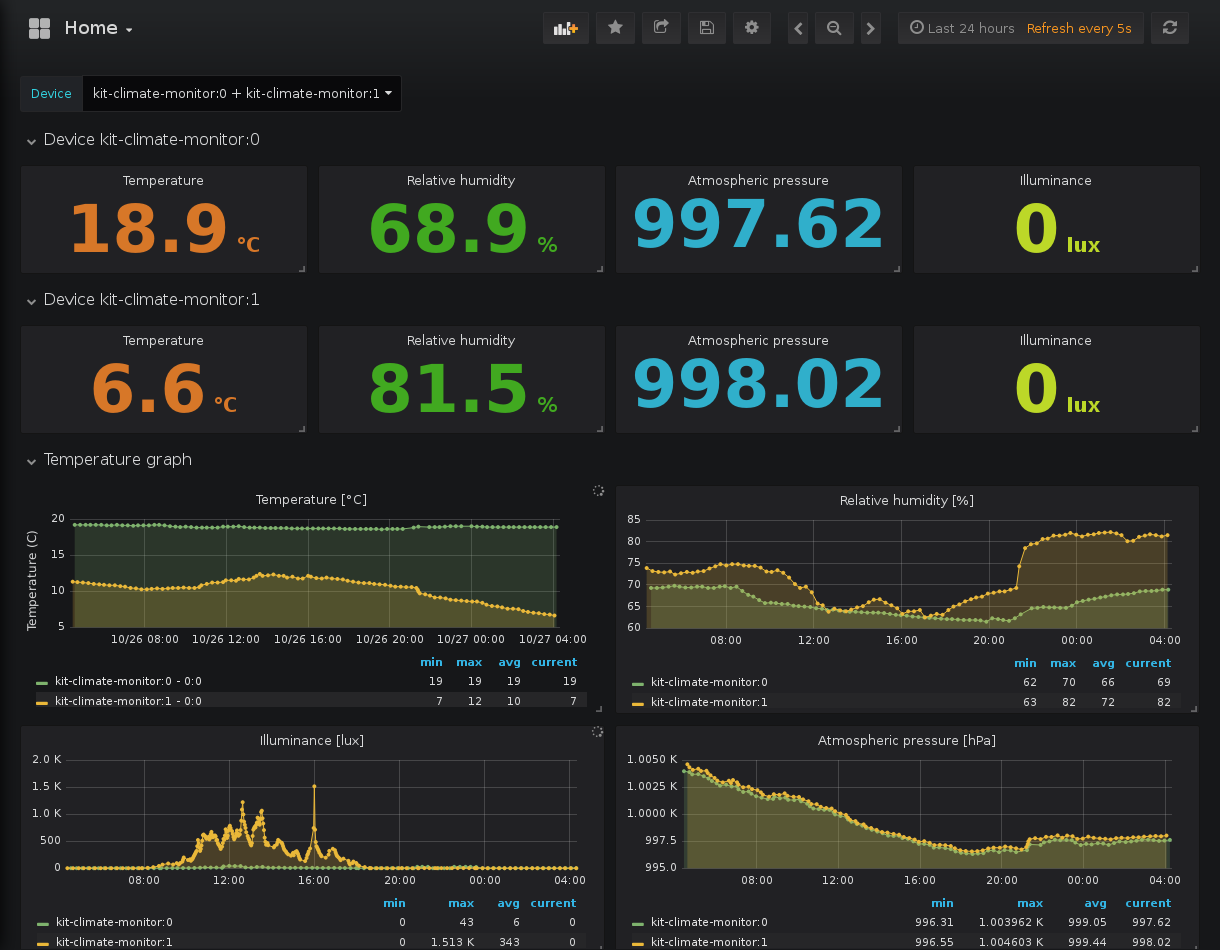 Home
Last 24 hours Refresh every 5s
Device kit-climate-monitor:0 + kit-climate-monitor:1
Device kit-climate-monitor:0
Temperature Relative humidity Atmospheric pressure Illuminance
18.9 °C 68.9 % 997.62 0 lux
Device kit-climate-monitor:1
Temperature Relative humidity Atmospheric pressure Illuminance
6.6 °C 81.5 % 998.02 0 lux
Temperature graph
Temperature [°C]
Temperature (C)
20
15
10
5
10/26 08:00 10/26 12:00 10/26 16:00 10/26 20:00 10/27 00:00 10/27 04:00
min max avg current
kit-climate-monitor:0 - 0:0 19 19 19 19
kit-climate-monitor:1 - 0:0 7 12 10 7
Relative humidity [%]
85
80
75
70
65
60
08:00 12:00 16:00 20:00 00:00 04:00
min max avg current
kit-climate-monitor:0 62 70 66 69
kit-climate-monitor:1 63 82 72 82
Illuminance [lux]
2.0 K
1.5 K
1.0 K
500
0
08:00 12:00 16:00 20:00 00:00 04:00
min max avg current
kit-climate-monitor:0 0 43 6 0
kit-climate-monitor:1 0 1.513 K 343 0
Atmospheric pressure [hPa]
1.0050 K
1.0025 K
1.0000 K
997.5
995.0
08:00 12:00 16:00 20:00 00:00 04:00
min max avg current
kit-climate-monitor:0 996.31 1.003962 K 999.05 997.62
kit-climate-monitor:1 996.55 1.004603 K 999.44 998.02